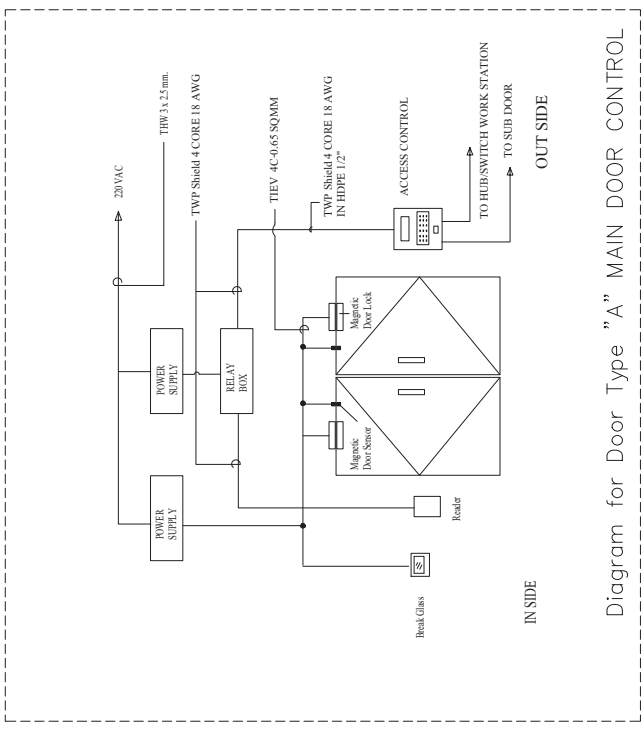 220 VAC
THW 3 x 2.5 mm.
TWP Shield 4 CORE 18 AWG
TIEV 4C-0.65 SQMM
TWP Shield 4 CORE 18 AWG
IN HDPE 1/2"
POWER
SUPPLY
POWER
SUPPLY
RELAY
BOX
Magnetic
Door Sensor
Magnetic
Door Lock
ACCESS CONTROL
TO HUB/SWITCH WORK STATION
TO SUB DOOR
Break Glass
Reader
IN SIDE
OUT SIDE
Diagram for Door Type "A" MAIN DOOR CONTROL